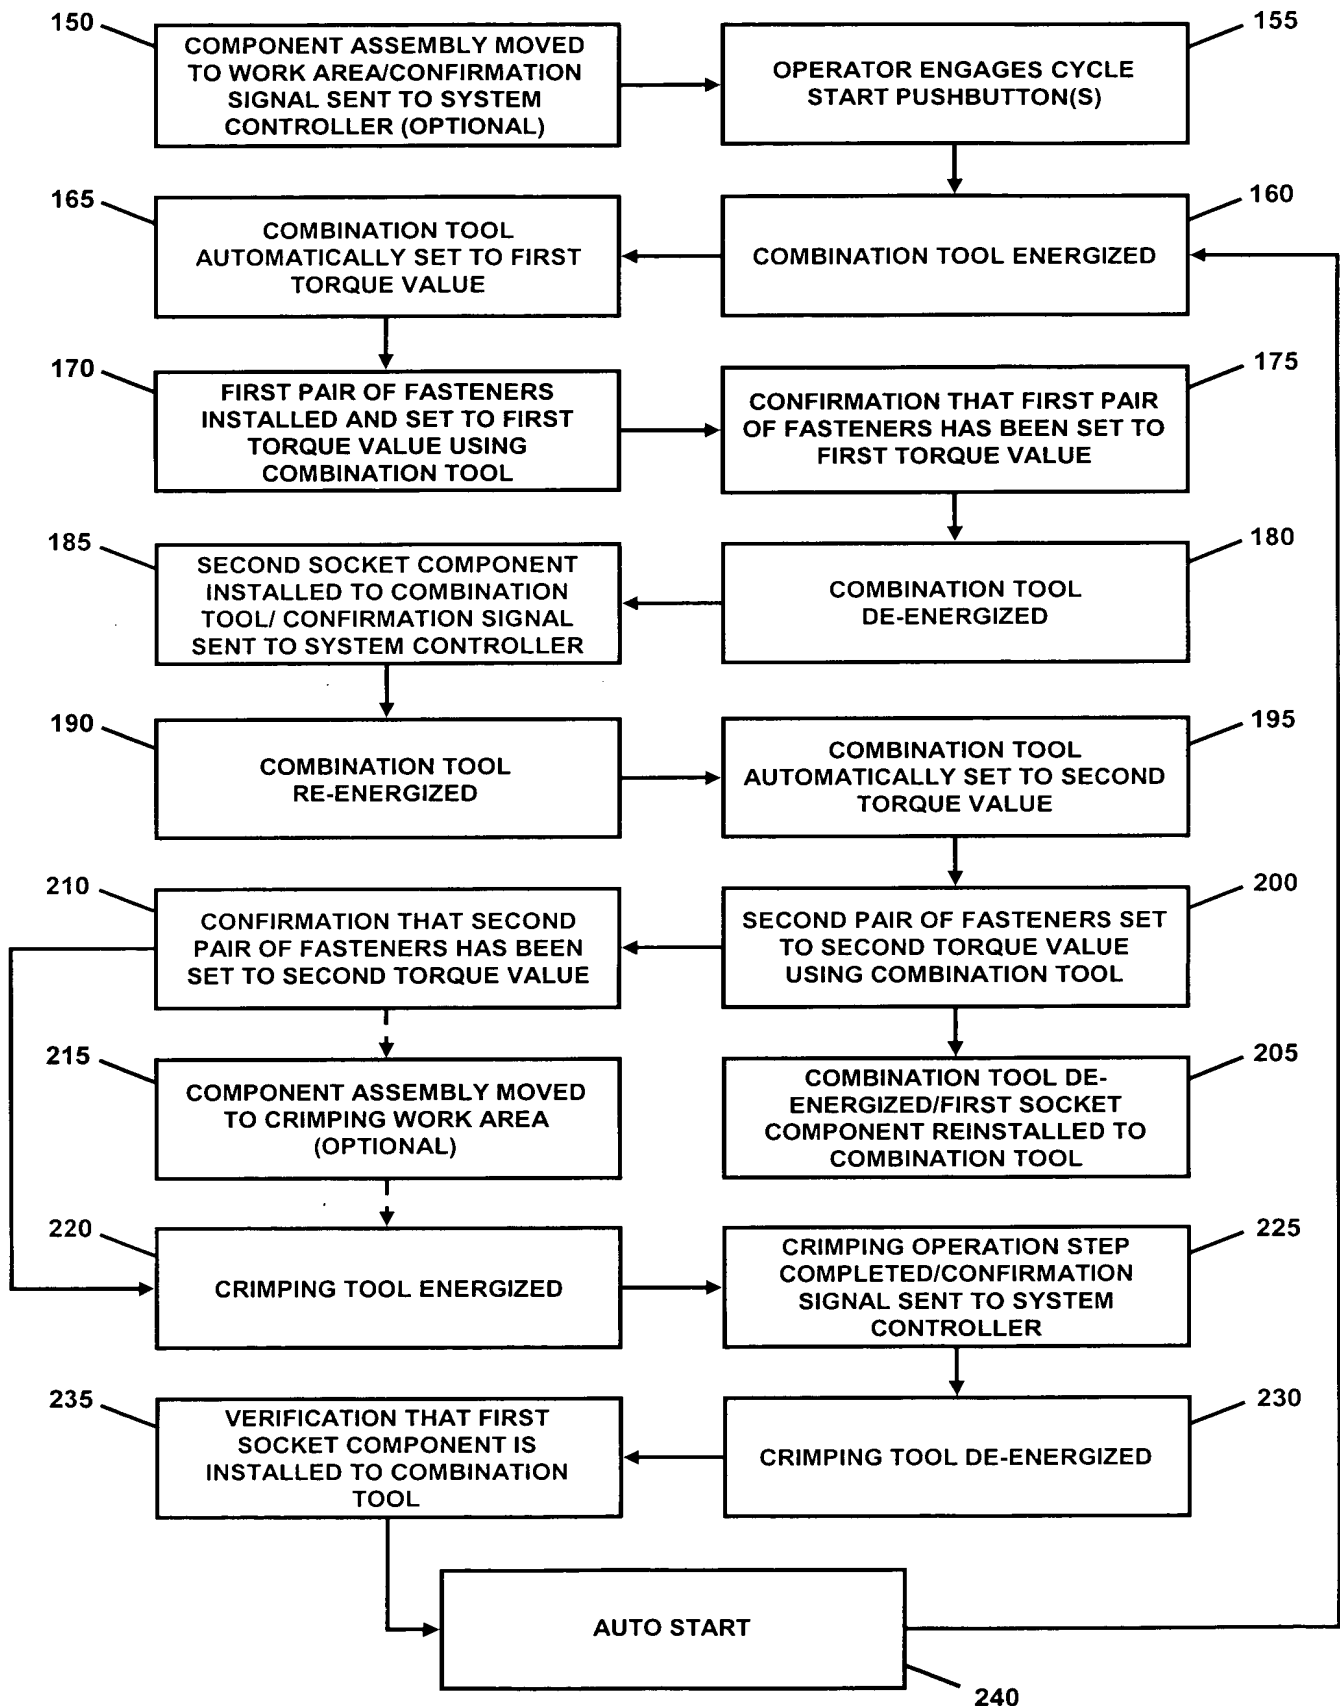 150
COMPONENT ASSEMBLY MOVED
TO WORK AREA/CONFIRMATION
SIGNAL SENT TO SYSTEM
CONTROLLER (OPTIONAL)
155
OPERATOR ENGAGES CYCLE
START PUSHBUTTON(S)
160
COMBINATION TOOL ENERGIZED
165
COMBINATION TOOL
AUTOMATICALLY SET TO FIRST
TORQUE VALUE
170
FIRST PAIR OF FASTENERS
INSTALLED AND SET TO FIRST
TORQUE VALUE USING
COMBINATION TOOL
175
CONFIRMATION THAT FIRST PAIR
OF FASTENERS HAS BEEN SET TO
FIRST TORQUE VALUE
180
COMBINATION TOOL
DE-ENERGIZED
185
SECOND SOCKET COMPONENT
INSTALLED TO COMBINATION
TOOL/ CONFIRMATION SIGNAL
SENT TO SYSTEM CONTROLLER
190
COMBINATION TOOL
RE-ENERGIZED
195
COMBINATION TOOL
AUTOMATICALLY SET TO SECOND
TORQUE VALUE
200
SECOND PAIR OF FASTENERS SET
TO SECOND TORQUE VALUE
USING COMBINATION TOOL
210
CONFIRMATION THAT SECOND
PAIR OF FASTENERS HAS BEEN
SET TO SECOND TORQUE VALUE
205
COMBINATION TOOL DE-
ENERGIZED/FIRST SOCKET
COMPONENT REINSTALLED TO
COMBINATION TOOL
215
COMPONENT ASSEMBLY MOVED
TO CRIMPING WORK AREA
(OPTIONAL)
220
CRIMPING TOOL ENERGIZED
225
CRIMPING OPERATION STEP
COMPLETED/CONFIRMATION
SIGNAL SENT TO SYSTEM
CONTROLLER
230
CRIMPING TOOL DE-ENERGIZED
235
VERIFICATION THAT FIRST
SOCKET COMPONENT IS
INSTALLED TO COMBINATION
TOOL
AUTO START
240